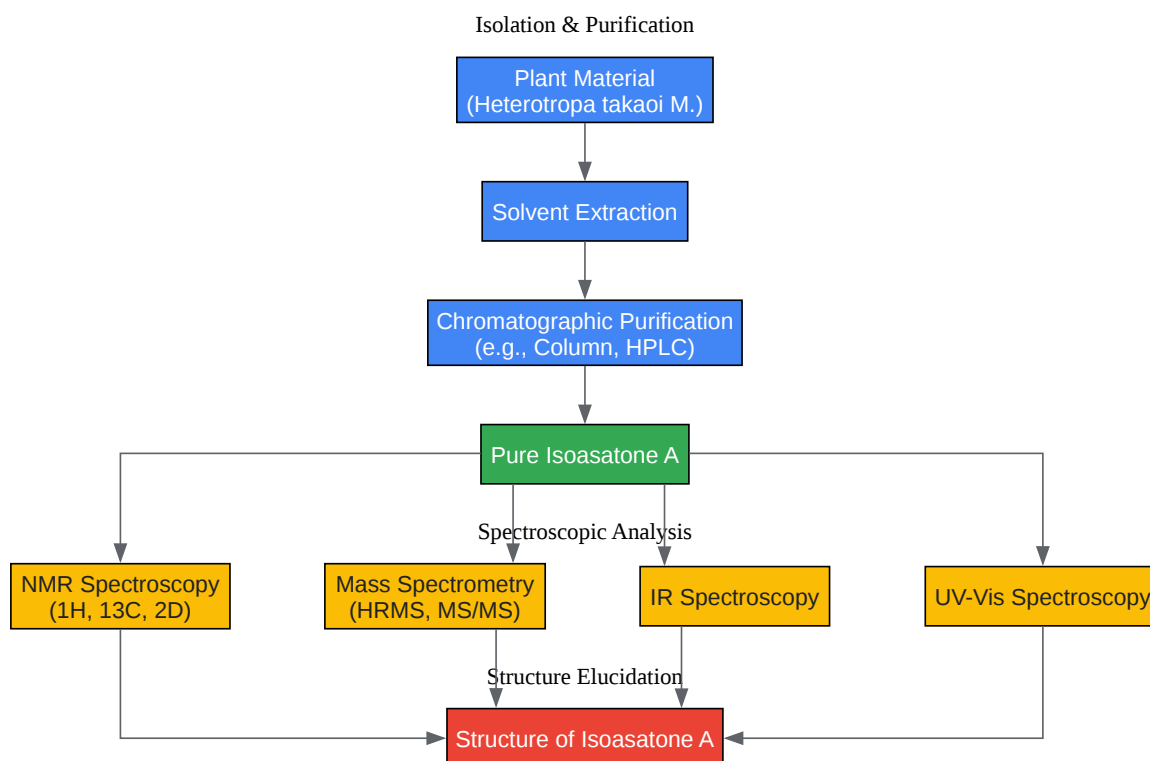 Isolation & Purification
Plant Material
(Heterotropa takaoi M.)
Solvent Extraction
Chromatographic Purification
(e.g., Column, HPLC)
Pure Isoasatone A
Spectroscopic Analysis
NMR Spectroscopy
(1H, 13C, 2D)
Mass Spectrometry
(HRMS, MS/MS)
IR Spectroscopy
UV-Vis Spectroscopy
Structure Elucidation
Structure of Isoasatone A